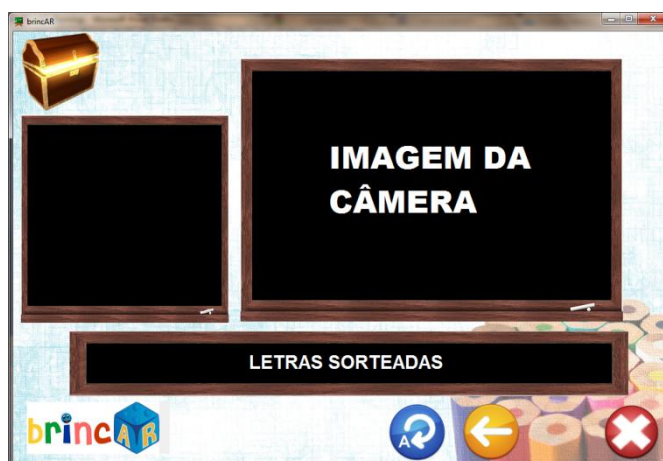 brincAR
IMAGEM DA
CÂMERA
LETRAS SORTEADAS
brincAR
A